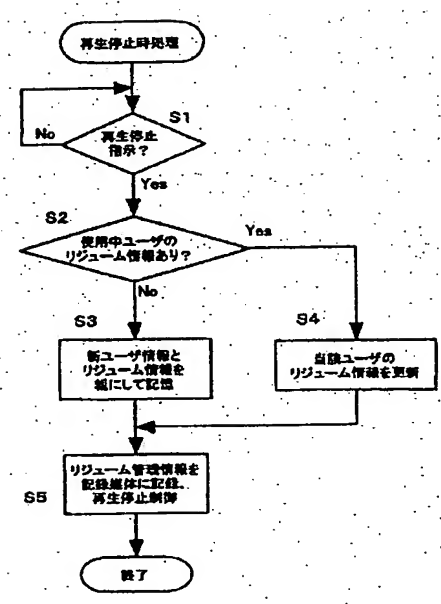 再生停止時処理
S1
No
再生停止
指示?
Yes
S2
使用中ユーザの
リジューム情報あり?
Yes
No
S3
新ユーザ情報と
リジューム情報を
組にして記憶
S4
当該ユーザの
リジューム情報を更新
S5
リジューム管理情報を
記録媒体に記録、
再生停止制御
終了